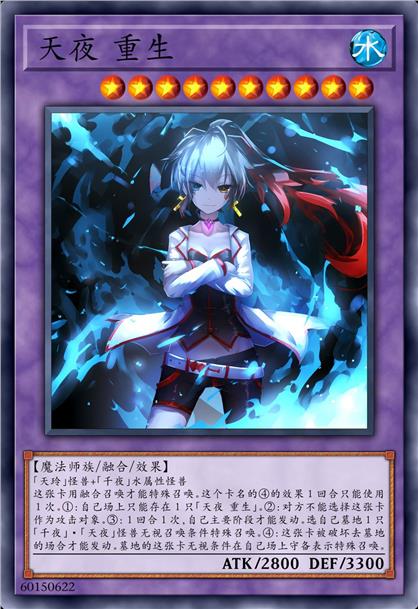 天夜 重生
水
【魔法师族/融合/效果】
「天玲」怪兽+「千夜」水属性怪兽
这张卡用融合召唤才能特殊召唤。这个卡名的④的效果1回合只能使用
1次。①:自己场上只能存在1只「天夜 重生」。②:对方不能选择这张卡
作为攻击对象。③:1回合1次,自己主要阶段才能发动。选自己墓地1只
「千夜」·「天夜」怪兽无视召唤条件特殊召唤。④:这张卡被破坏去墓地
的场合才能发动。墓地的这张卡无视条件在自己场上守备表示特殊召唤。
ATK/2800 DEF/3300
60150622